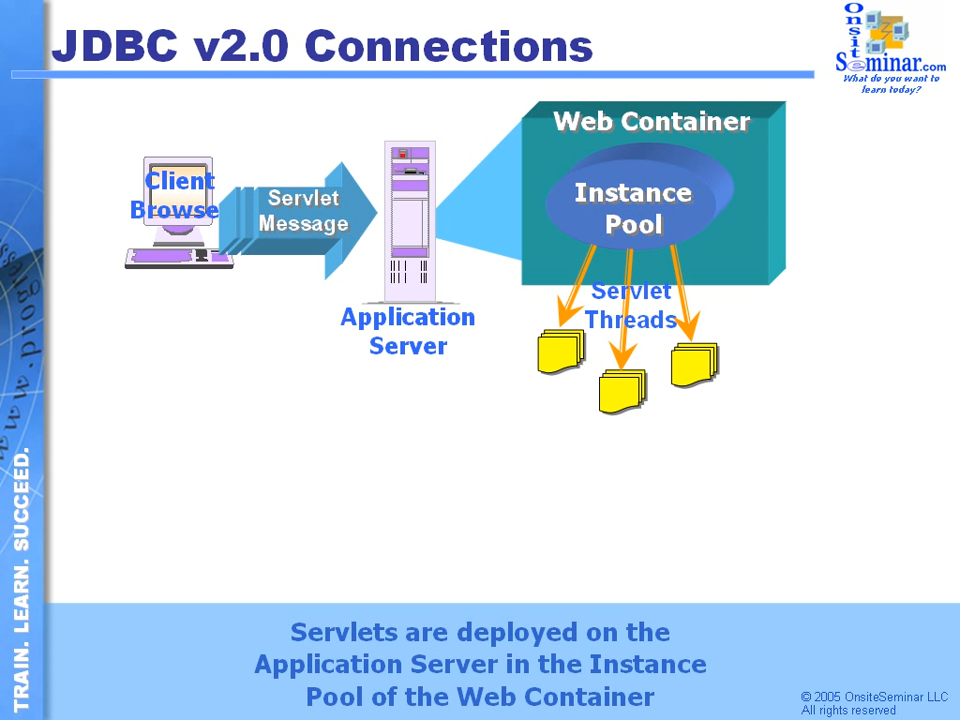 JDBC v2.0 Connections
Onsite
Seminar.com
What do you want to
learn today?
Web Container
Instance
Pool
Client
Browse
Servlet
Message
Servlet
Threads
Application
Server
www.prog
TRAIN. LEARN. SUCCEED.
Servlets are deployed on the
Application Server in the Instance
Pool of the Web Container
© 2005 OnsiteSeminar LLC
All rights reserved